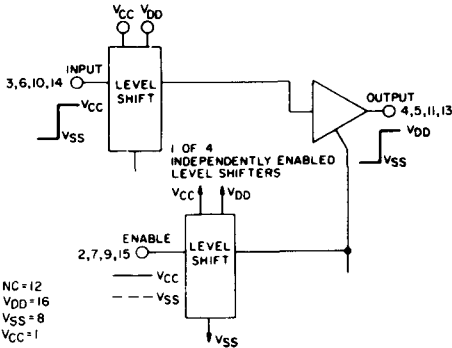 VCC VDD
INPUT
3,6,10,14
LEVEL
SHIFT
VCC
VSS
OUTPUT
4,5,11,13
VDD
VSS
1 OF 4
INDEPENDENTLY ENABLED
LEVEL SHIFTERS
VCC VDD
ENABLE
2,7,9,15
LEVEL
SHIFT
VCC
VSS
VSS
NC=12
VDD=16
VSS=8
VCC=1